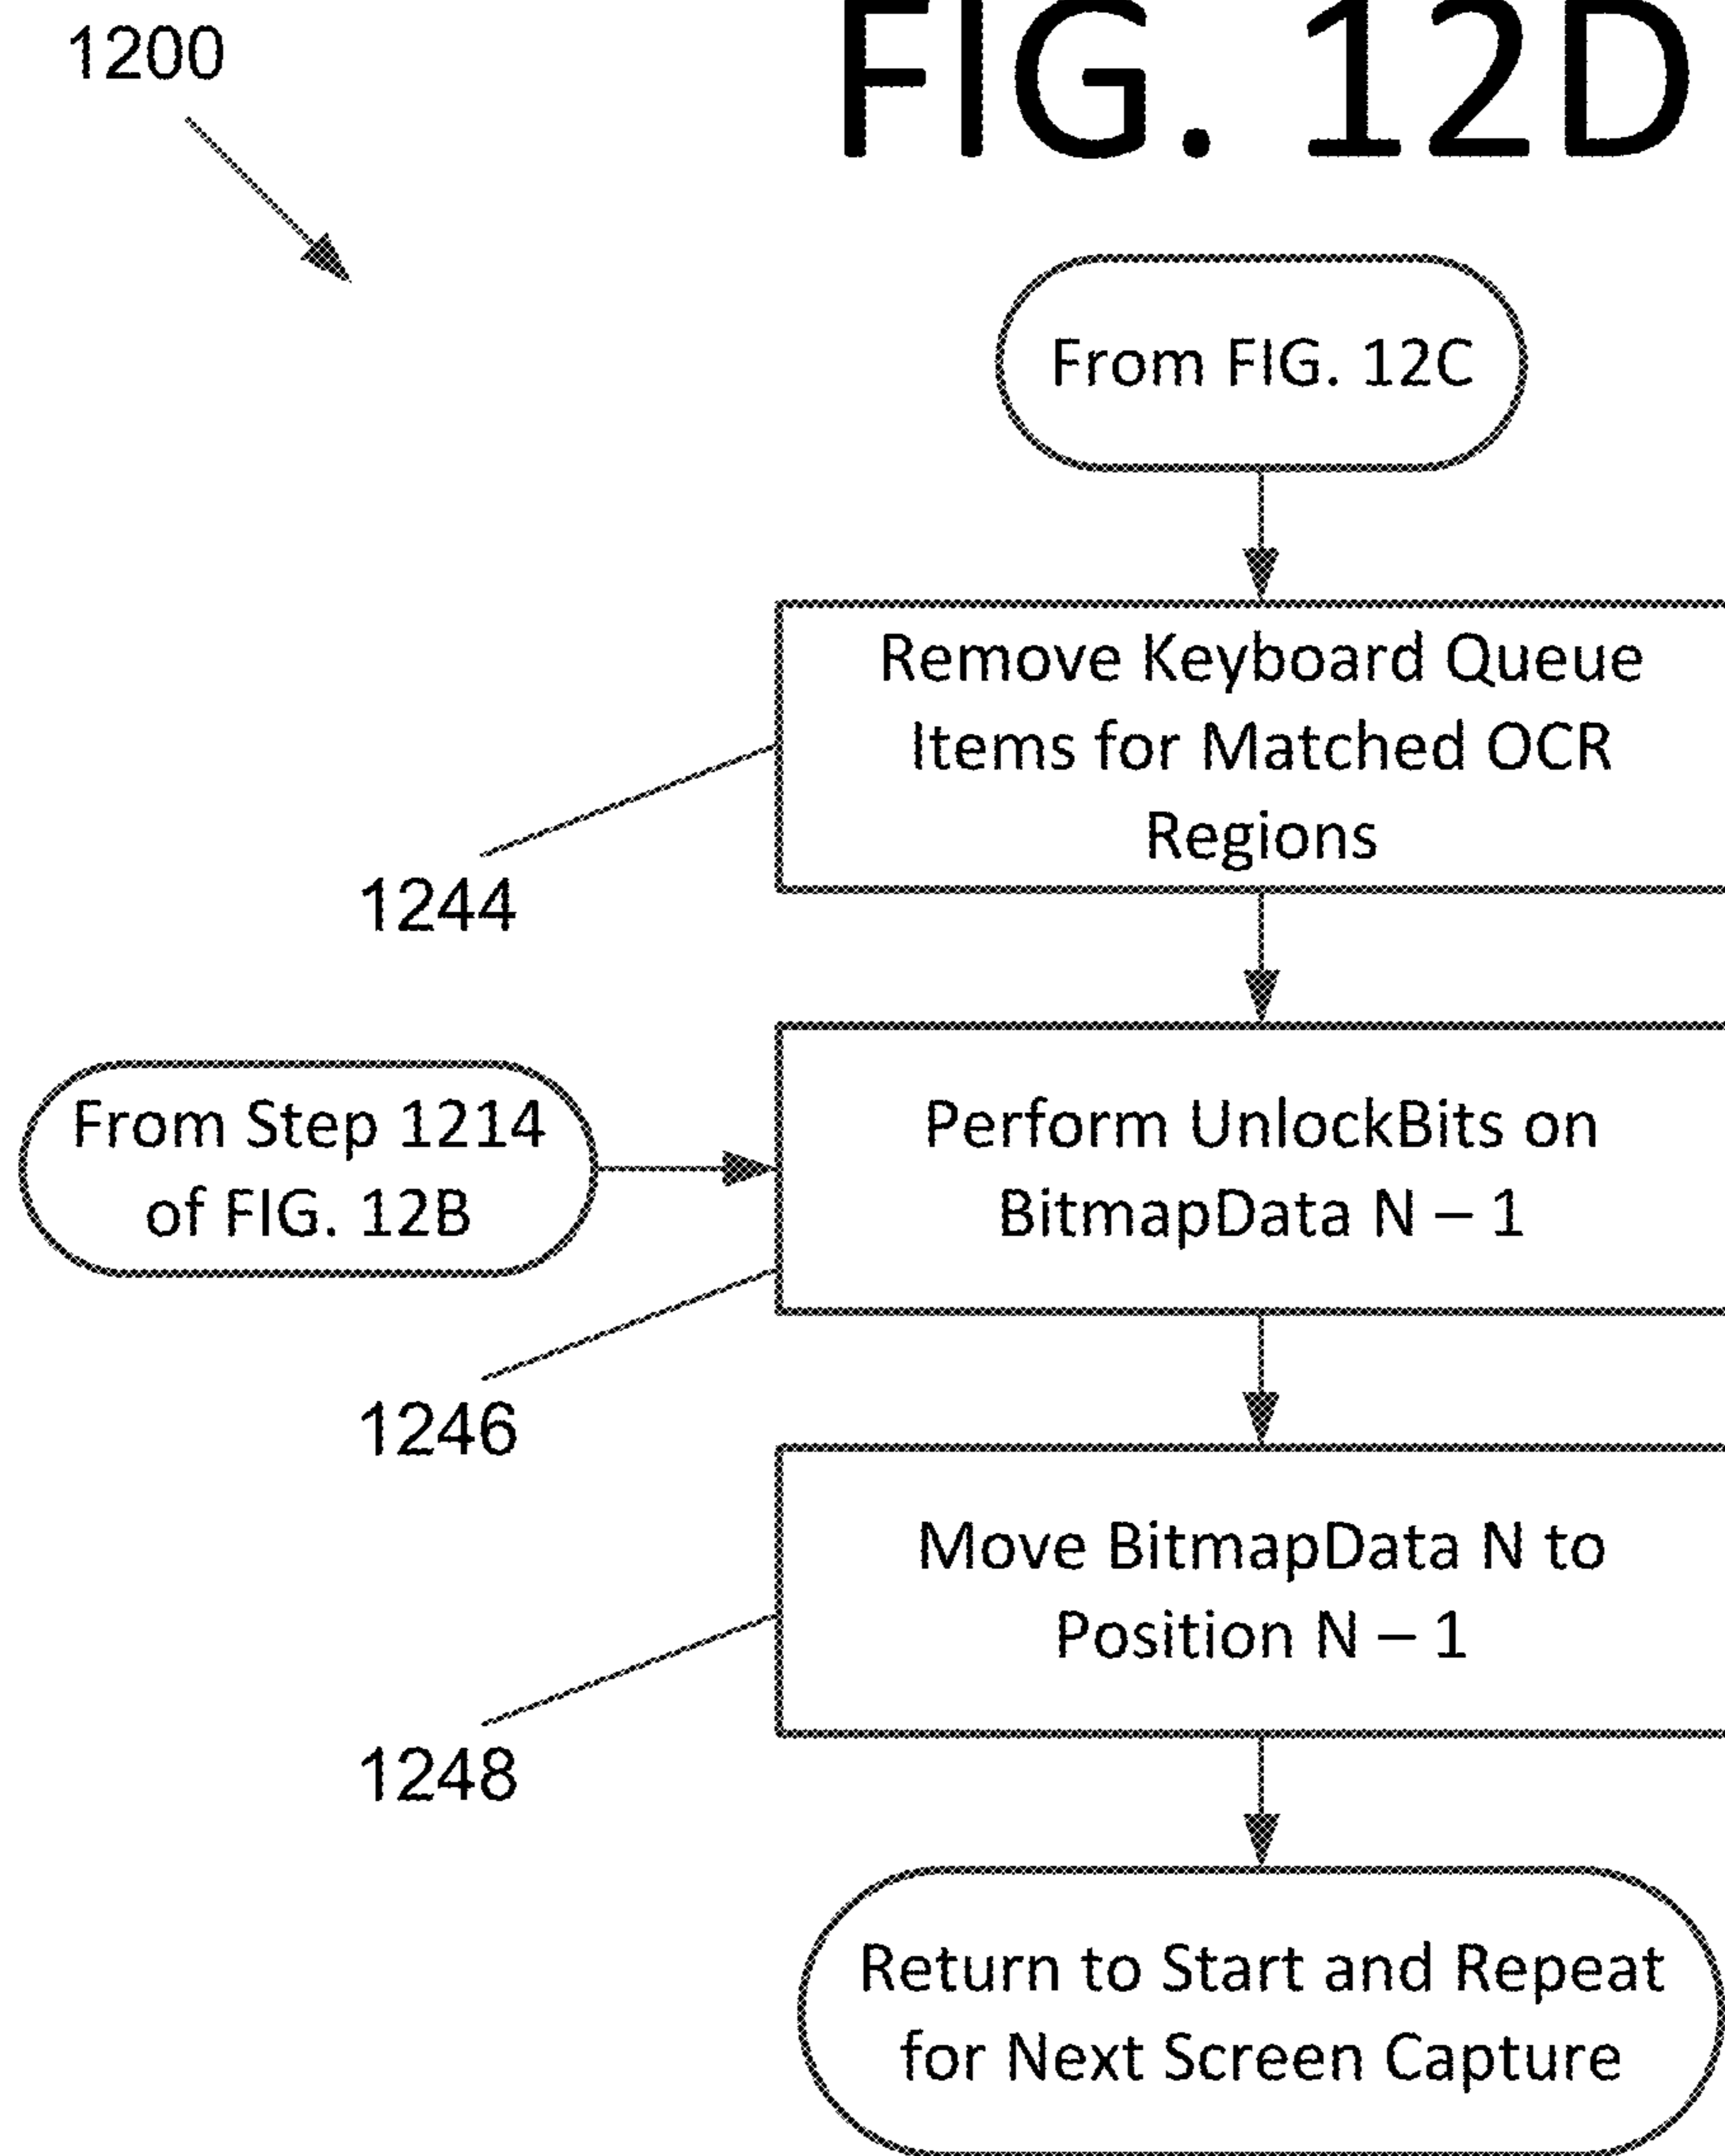 1200
FIG. 12D
From FIG. 12C
Remove Keyboard Queue
Items for Matched OCR
Regions
1244
From Step 1214
of FIG. 12B
Perform UnlockBits on
BitmapData N – 1
1246
Move BitmapData N to
Position N – 1
1248
Return to Start and Repeat
for Next Screen Capture